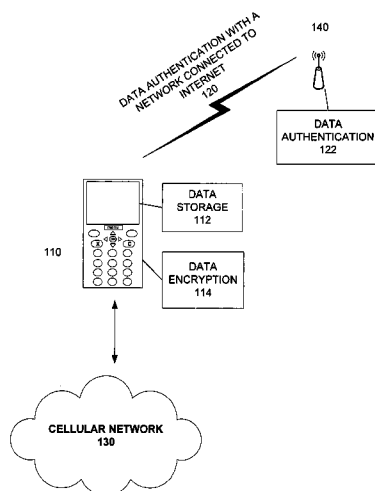 140
DATA AUTHENTICATION WITH A
NETWORK CONNECTED TO
INTERNET
120
DATA
AUTHENTICATION
122
DATA
STORAGE
112
110
DATA
ENCRYPTION
114
CELLULAR NETWORK
130